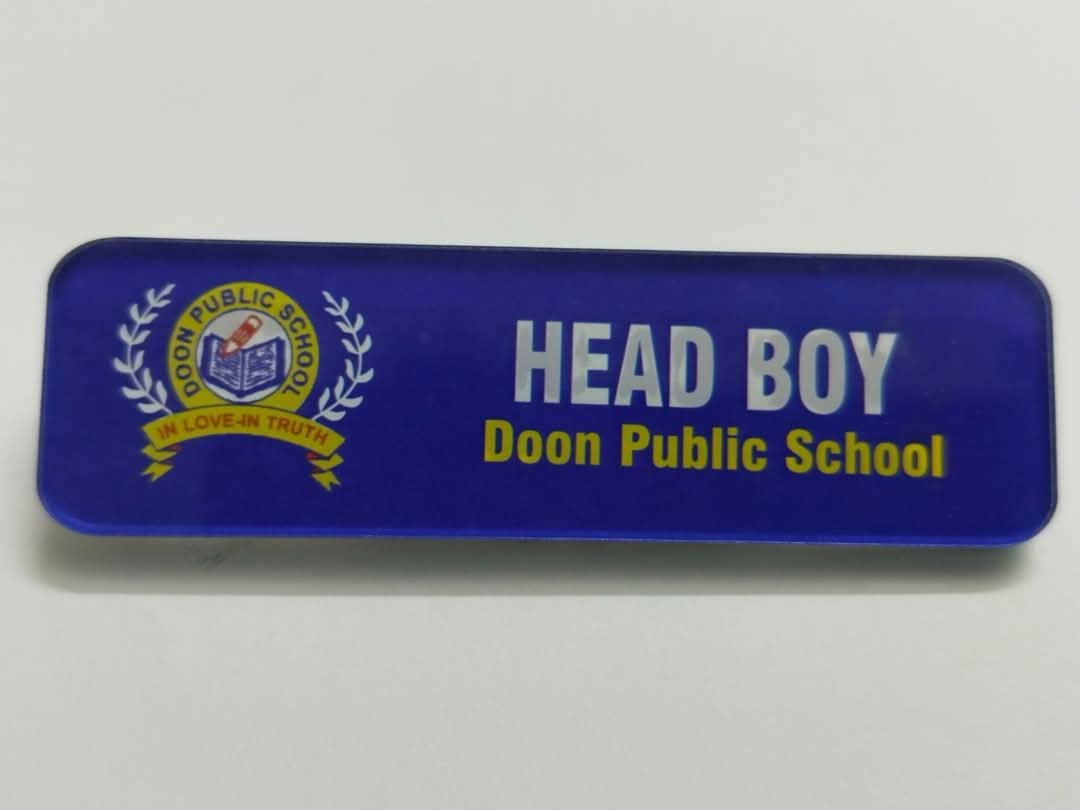 DOON PUBLIC SCHOOL
IN LOVE-IN TRUTH
HEAD BOY
Doon Public School